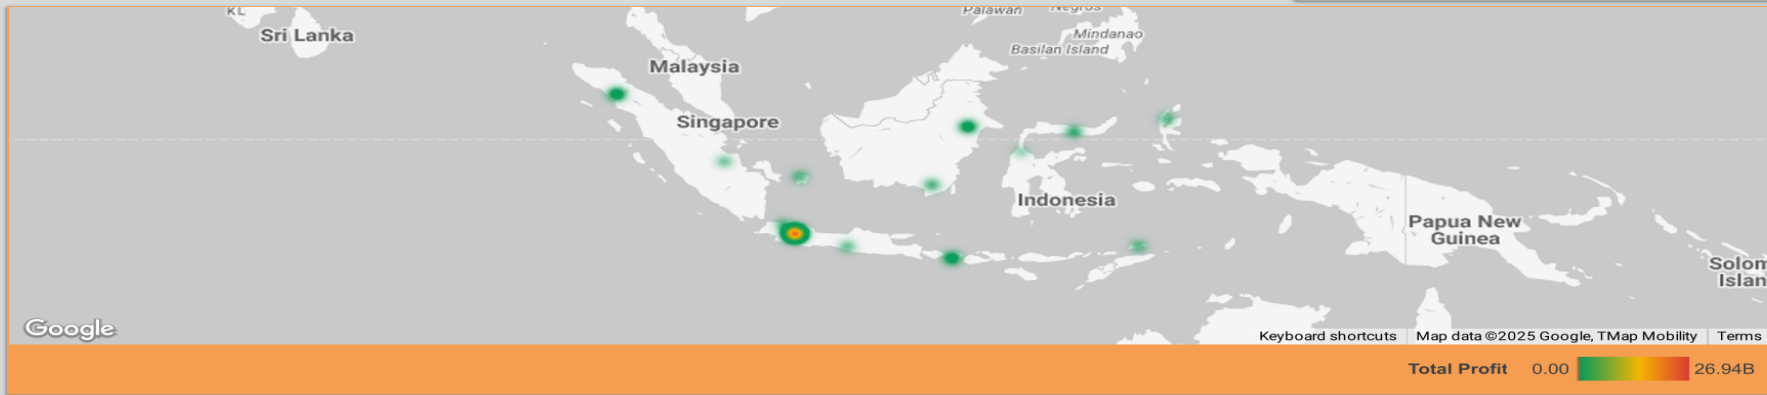 KL
Sri Lanka
Malaysia
Singapore
Palawan
Negros
Mindanao
Basilan Island
Indonesia
Papua New
Guinea
Solom
Islan
Google
Keyboard shortcuts
Map data ©2025 Google, TMap Mobility
Terms
Total Profit 0.00 26.94B